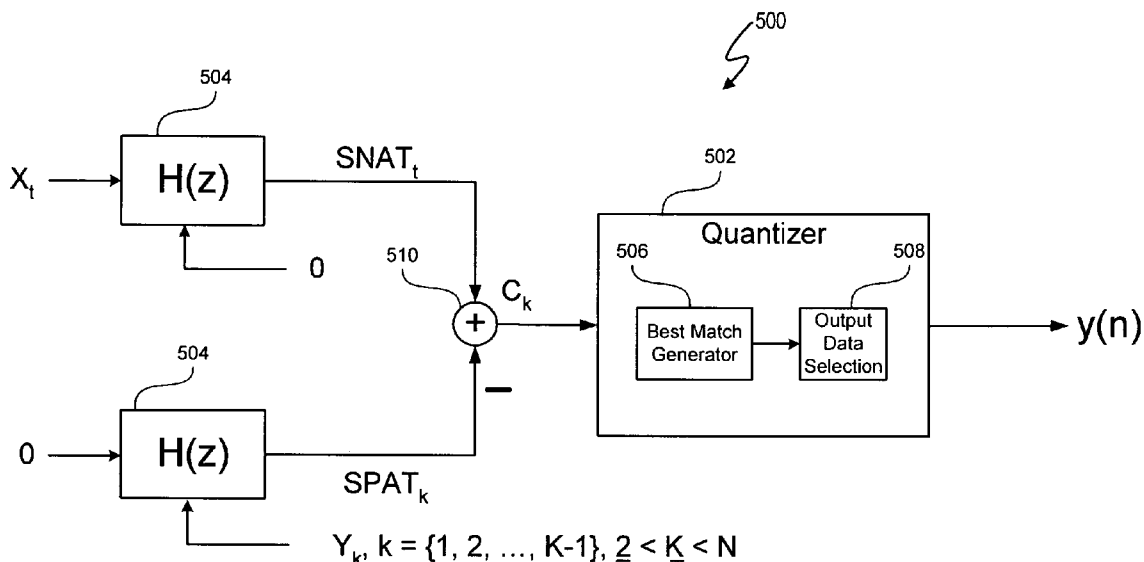 500
504
H(z)
X_t
SNAT_t
0
510
+
C_k
−
502
Quantizer
506
Best Match
Generator
508
Output
Data
Selection
y(n)
504
0
H(z)
SPAT_k
Y_k, k = {1, 2, ..., K-1}, 2 < K < N